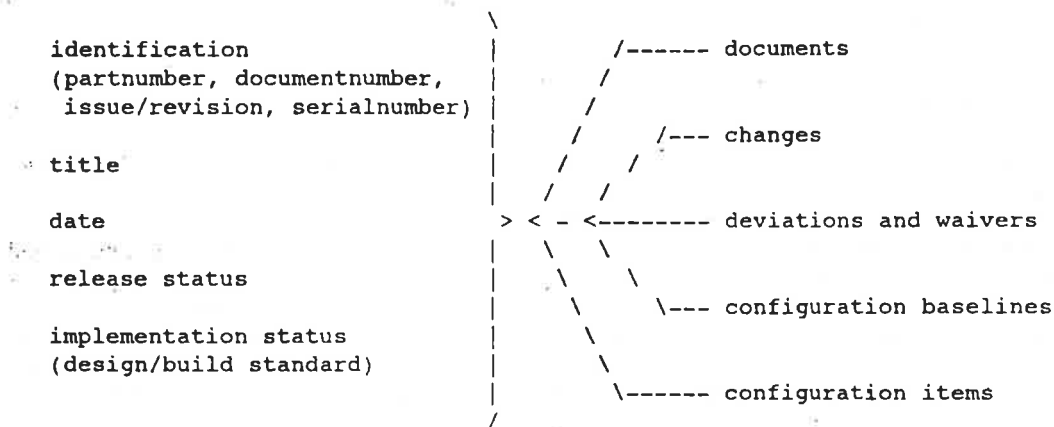 identification
(partnumber, documentnumber,
issue/revision, serialnumber)
title
date
release status
implementation status
(design/build standard)
documents
changes
deviations and waivers
configuration baselines
configuration items